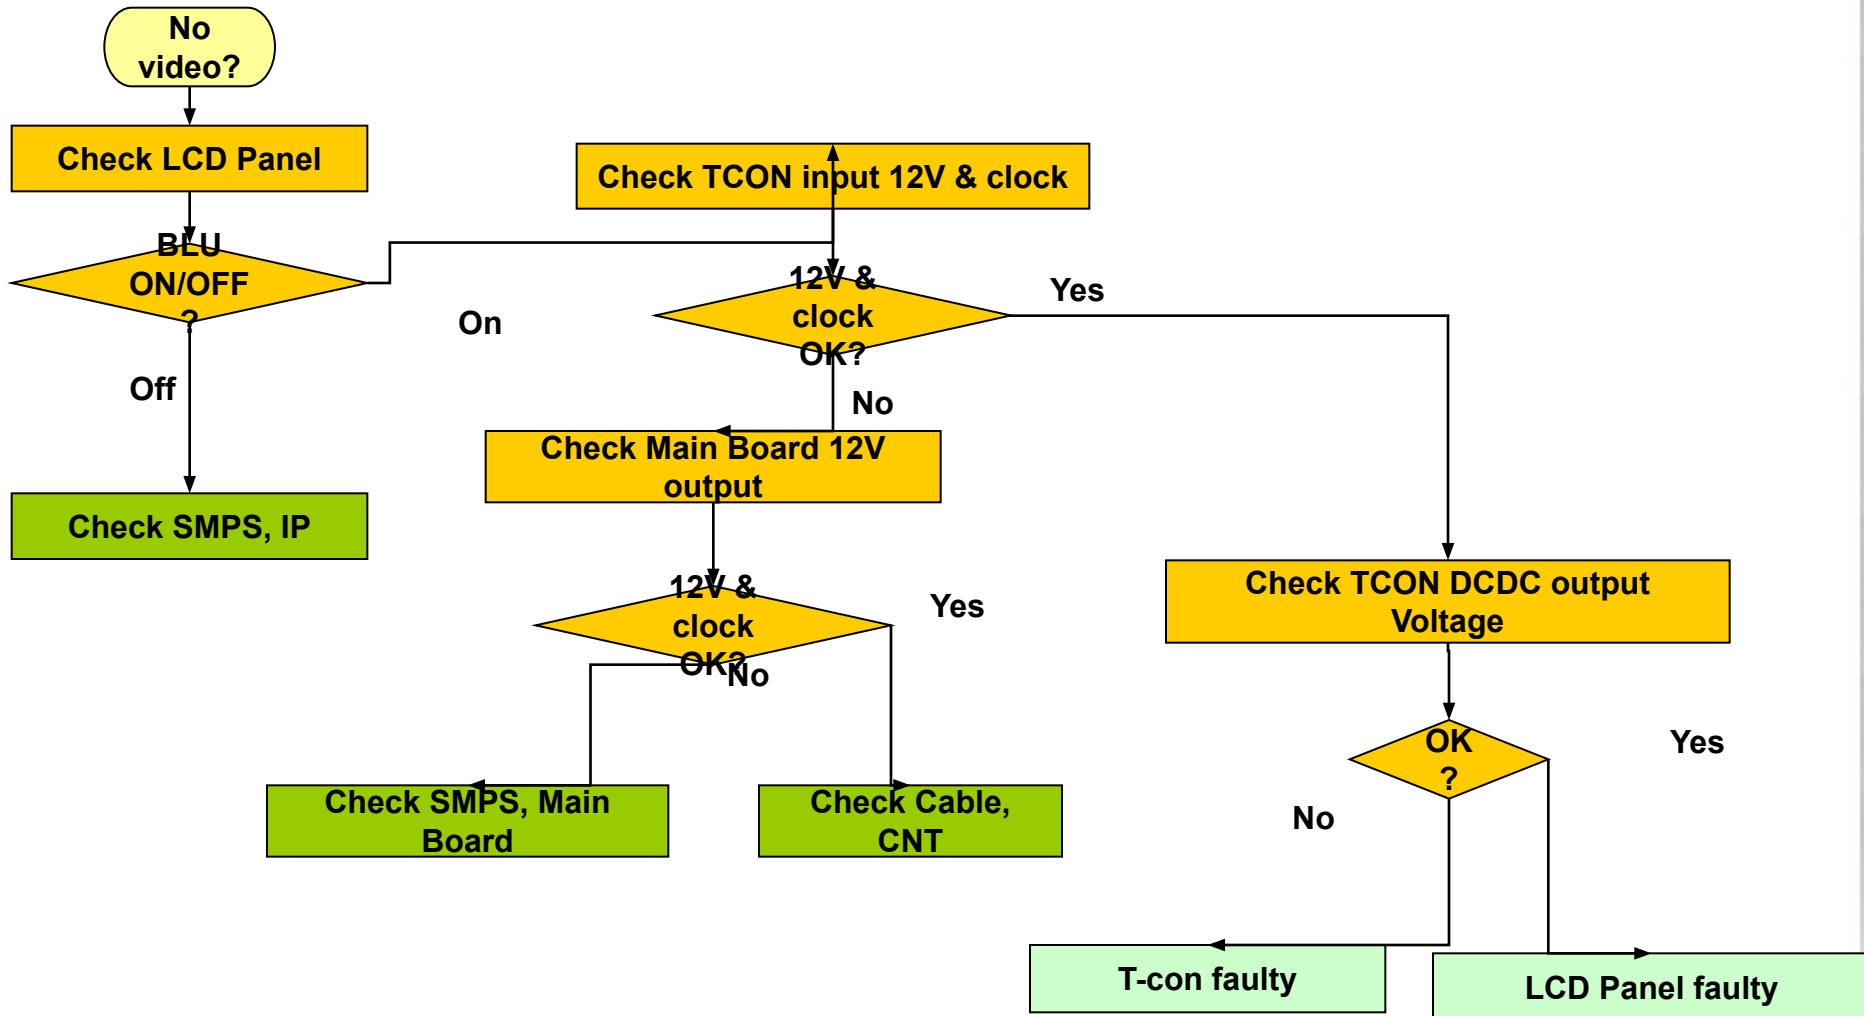 No
video?
Check LCD Panel
BLU
ON/OFF
?
On
Off
Check SMPS, IP
Check TCON input 12V & clock
12V &
clock
OK?
Yes
No
Check Main Board 12V
output
12V &
clock
OK?
Yes
No
Check SMPS, Main
Board
Check Cable,
CNT
Check TCON DCDC output
Voltage
OK
?
Yes
No
T-con faulty
LCD Panel faulty